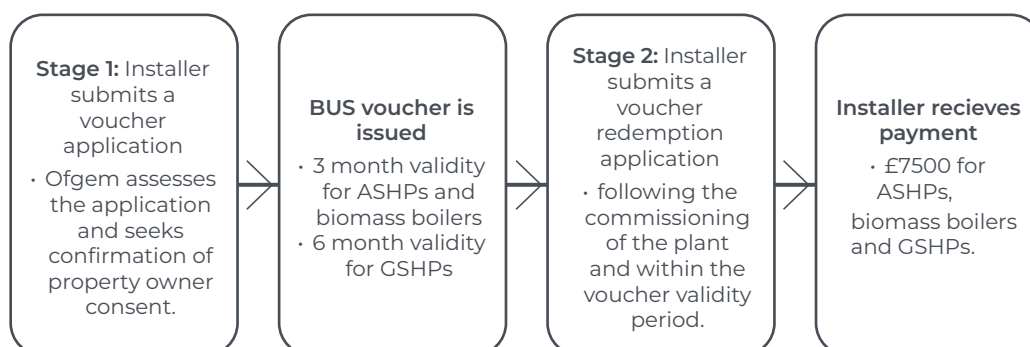 Stage 1: Installer
submits a
voucher
application
· Ofgem assesses
the application
and seeks
confirmation of
property owner
consent.
BUS voucher is
issued
· 3 month validity
for ASHPs and
biomass boilers
· 6 month validity
for GSHPs
Stage 2: Installer
submits a
voucher
redemption
application
· following the
commissioning
of the plant
and within the
voucher validity
period.
Installer recieves
payment
· £7500 for
ASHPs,
biomass boilers
and GSHPs.